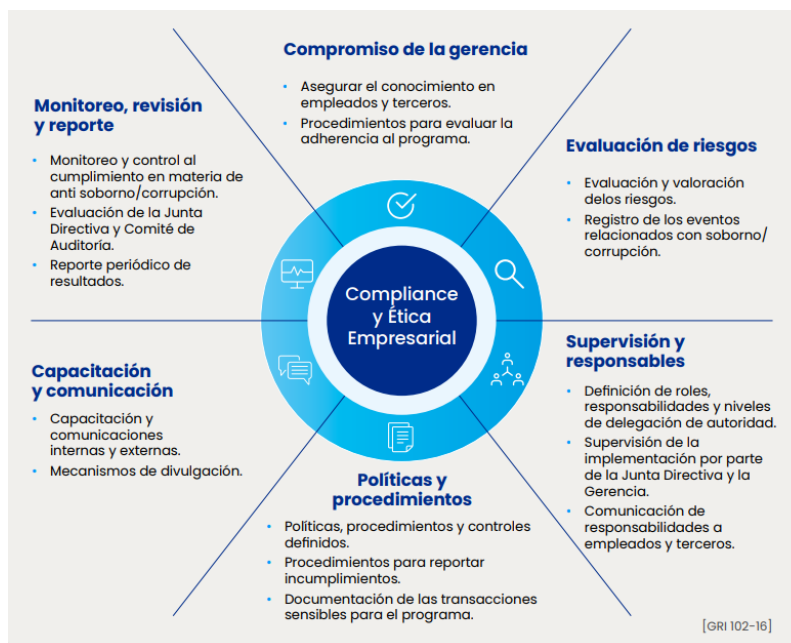 Compromiso de la gerencia
• Asegurar el conocimiento en
empleados y terceros.
• Procedimientos para evaluar la
adherencia al programa.
Monitoreo, revisión
y reporte
• Monitoreo y control al
cumplimiento en materia de
anti soborno/corrupción.
• Evaluación de la Junta
Directiva y Comité de
Auditoría.
• Reporte periódico de
resultados.
Evaluación de riesgos
• Evaluación y valoración
delos riesgos.
• Registro de los eventos
relacionados con soborno/
corrupción.
Compliance
y Ética
Empresarial
Capacitación
y comunicación
• Capacitación y
comunicaciones
internas y externas.
• Mecanismos de divulgación.
Supervisión y
responsables
• Definición de roles,
responsabilidades y niveles
de delegación de autoridad.
• Supervisión de la
implementación por parte
de la Junta Directiva y la
Gerencia.
• Comunicación de
responsabilidades a
empleados y terceros.
Políticas y
procedimientos
• Políticas, procedimientos y controles
definidos.
• Procedimientos para reportar
incumplimientos.
• Documentación de las transacciones
sensibles para el programa.
[GRI 102-16]